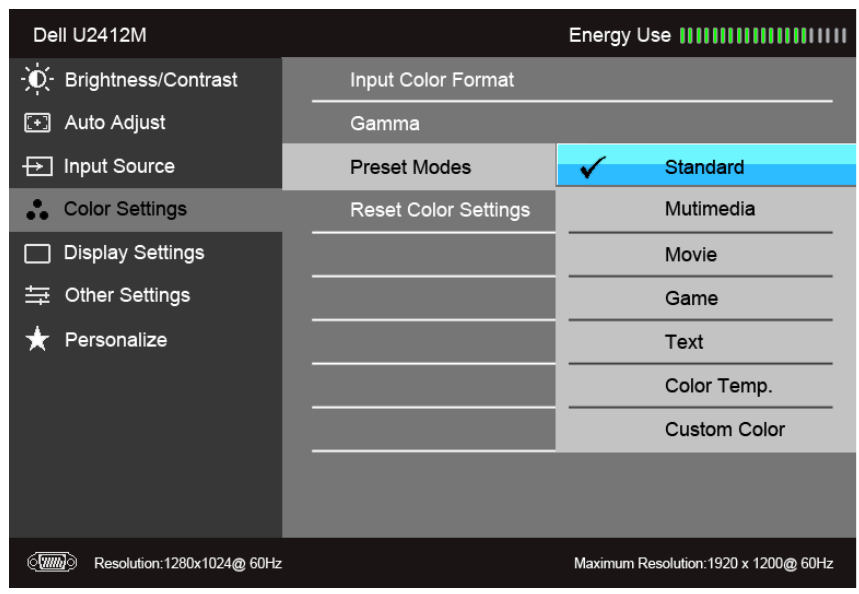 Dell U2412M
Energy Use
Brightness/Contrast
Auto Adjust
Input Source
Color Settings
Display Settings
Other Settings
Personalize
Input Color Format
Gamma
Preset Modes
Reset Color Settings
Standard
Mutimedia
Movie
Game
Text
Color Temp.
Custom Color
Resolution:1280x1024@ 60Hz
Maximum Resolution:1920 x 1200@ 60Hz